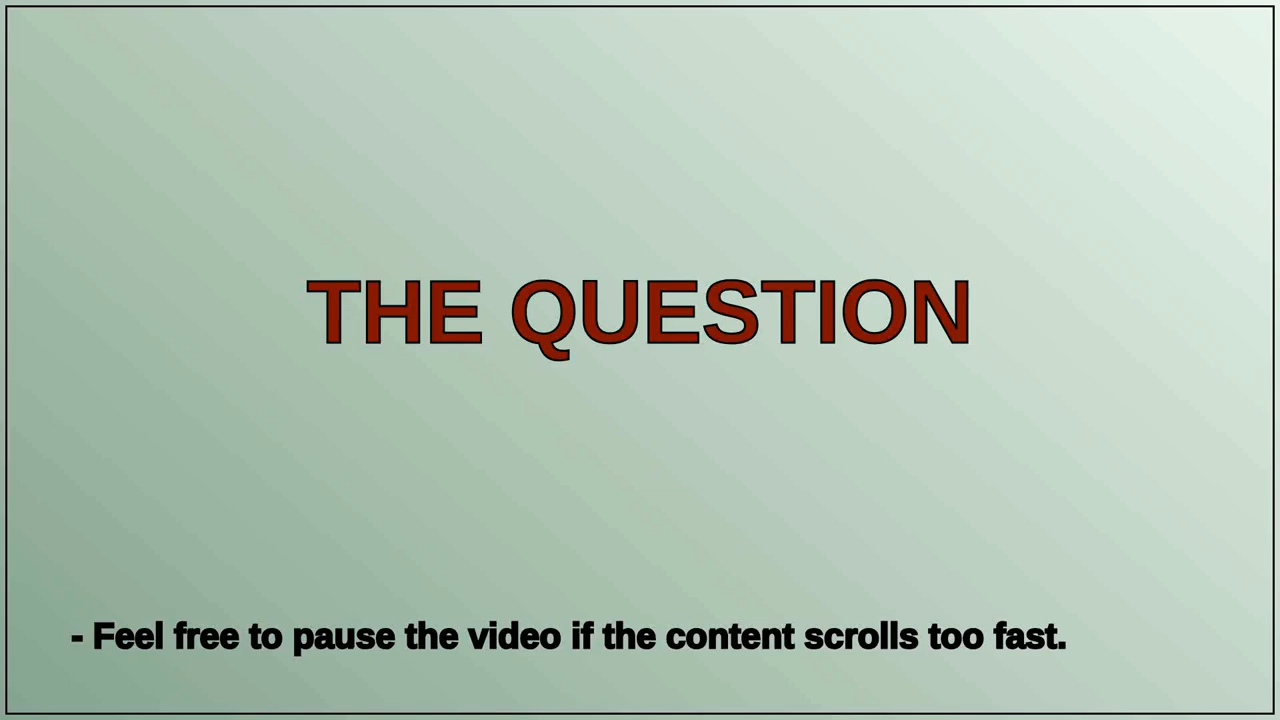 THE QUESTION
- Feel free to pause the video if the content scrolls too fast.